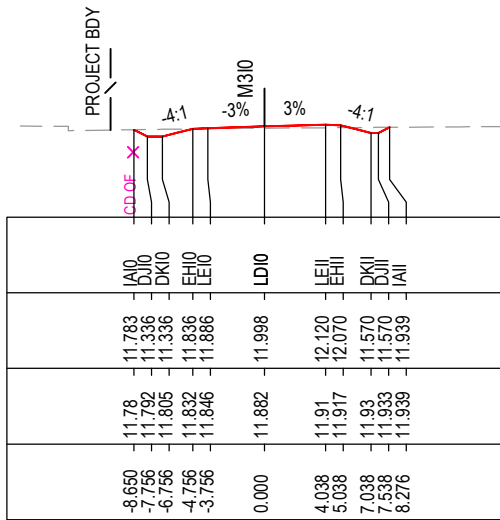 PROJECT BDY
M3I0
-4:1 -3% 3% -4:1
CD OF
IAI0 DJI0 DKI0 EHI0 LEI0 LDI0 LEII EHII DKII DJII IAII
11.783 11.336 11.336 11.836 11.886 11.998 12.120 12.070 11.570 11.570 11.939
11.78 11.792 11.805 11.832 11.846 11.882 11.91 11.917 11.93 11.933 11.939
-8.650 -7.756 -6.756 -4.756 -3.756 0.000 4.038 5.038 7.038 7.538 8.276